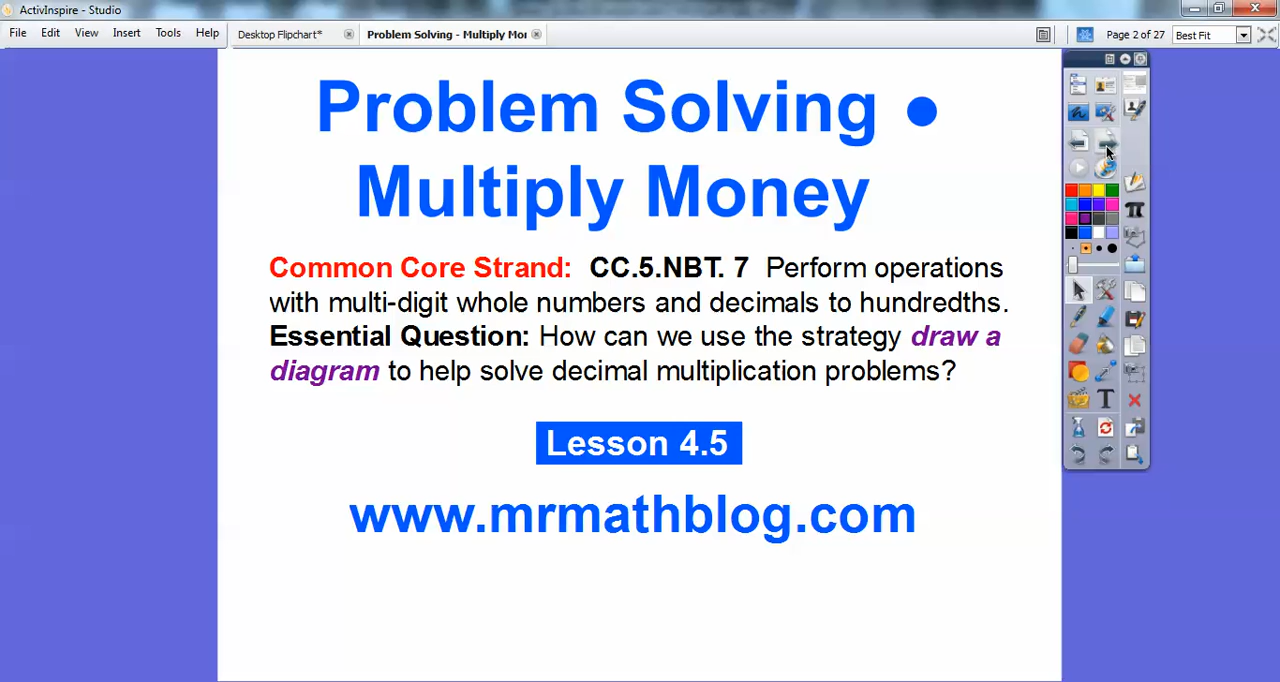 ActivInspire - Studio
File Edit View Insert Tools Help
Desktop Flipchart*
Problem Solving - Multiply Mor
Page 2 of 27
Best Fit
Problem Solving •
Multiply Money
Common Core Strand: CC.5.NBT. 7 Perform operations
with multi-digit whole numbers and decimals to hundredths.
Essential Question: How can we use the strategy draw a
diagram to help solve decimal multiplication problems?
Lesson 4.5
www.mrmathblog.com